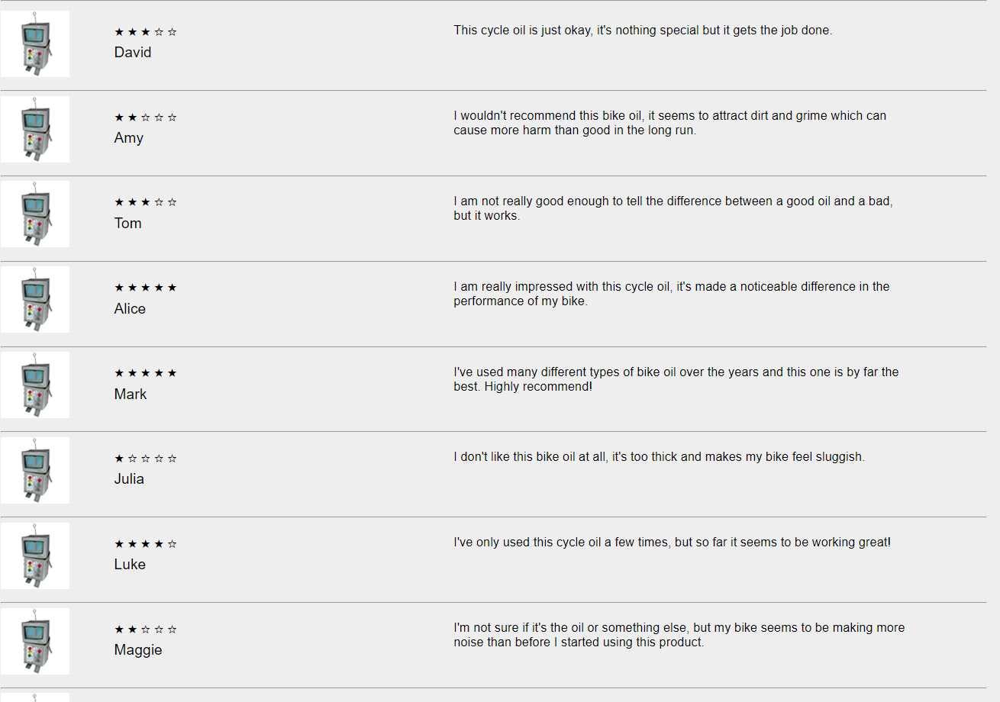 ★ ★ ★ ☆ ☆
This cycle oil is just okay, it's nothing special but it gets the job done.
David
★ ★ ☆ ☆ ☆
I wouldn't recommend this bike oil, it seems to attract dirt and grime which can
cause more harm than good in the long run.
Amy
★ ★ ★ ☆ ☆
I am not really good enough to tell the difference between a good oil and a bad,
but it works.
Tom
★ ★ ★ ★ ★
I am really impressed with this cycle oil, it's made a noticeable difference in the
performance of my bike.
Alice
★ ★ ★ ★ ★
I've used many different types of bike oil over the years and this one is by far the
best. Highly recommend!
Mark
★ ☆ ☆ ☆ ☆
I don't like this bike oil at all, it's too thick and makes my bike feel sluggish.
Julia
★ ★ ★ ★ ☆
I've only used this cycle oil a few times, but so far it seems to be working great!
Luke
★ ★ ☆ ☆ ☆
I'm not sure if it's the oil or something else, but my bike seems to be making more
noise than before I started using this product.
Maggie